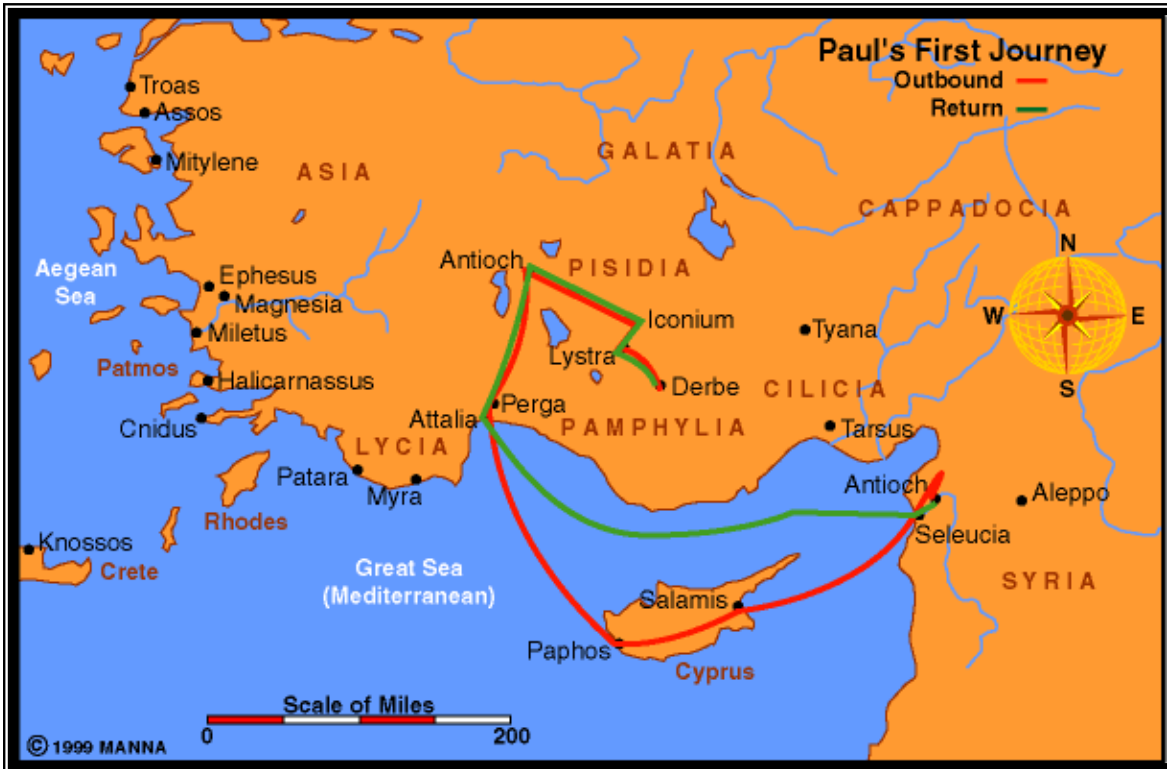 Paul's First Journey
Outbound
Return
Troas
Assos
Mitylene
ASIA
GALATIA
CAPPADOCIA
N
Antioch
PISIDIA
Aegean
Sea
Ephesus
Magnesia
W
E
Iconium
Tyana
Miletus
Lystra
Patmos
Halicarnassus
Derbe
CILICIA
S
Perga
Attalia
Cnidus
PAMPHYLIA
Tarsus
LYCIA
Patara
Myra
Antioch
Aleppo
Rhodes
Seleucia
Knossos
Crete
Great Sea
(Mediterranean)
SYRIA
Salamis
Paphos
Cyprus
Scale of Miles
0
200
© 1999 MANNA